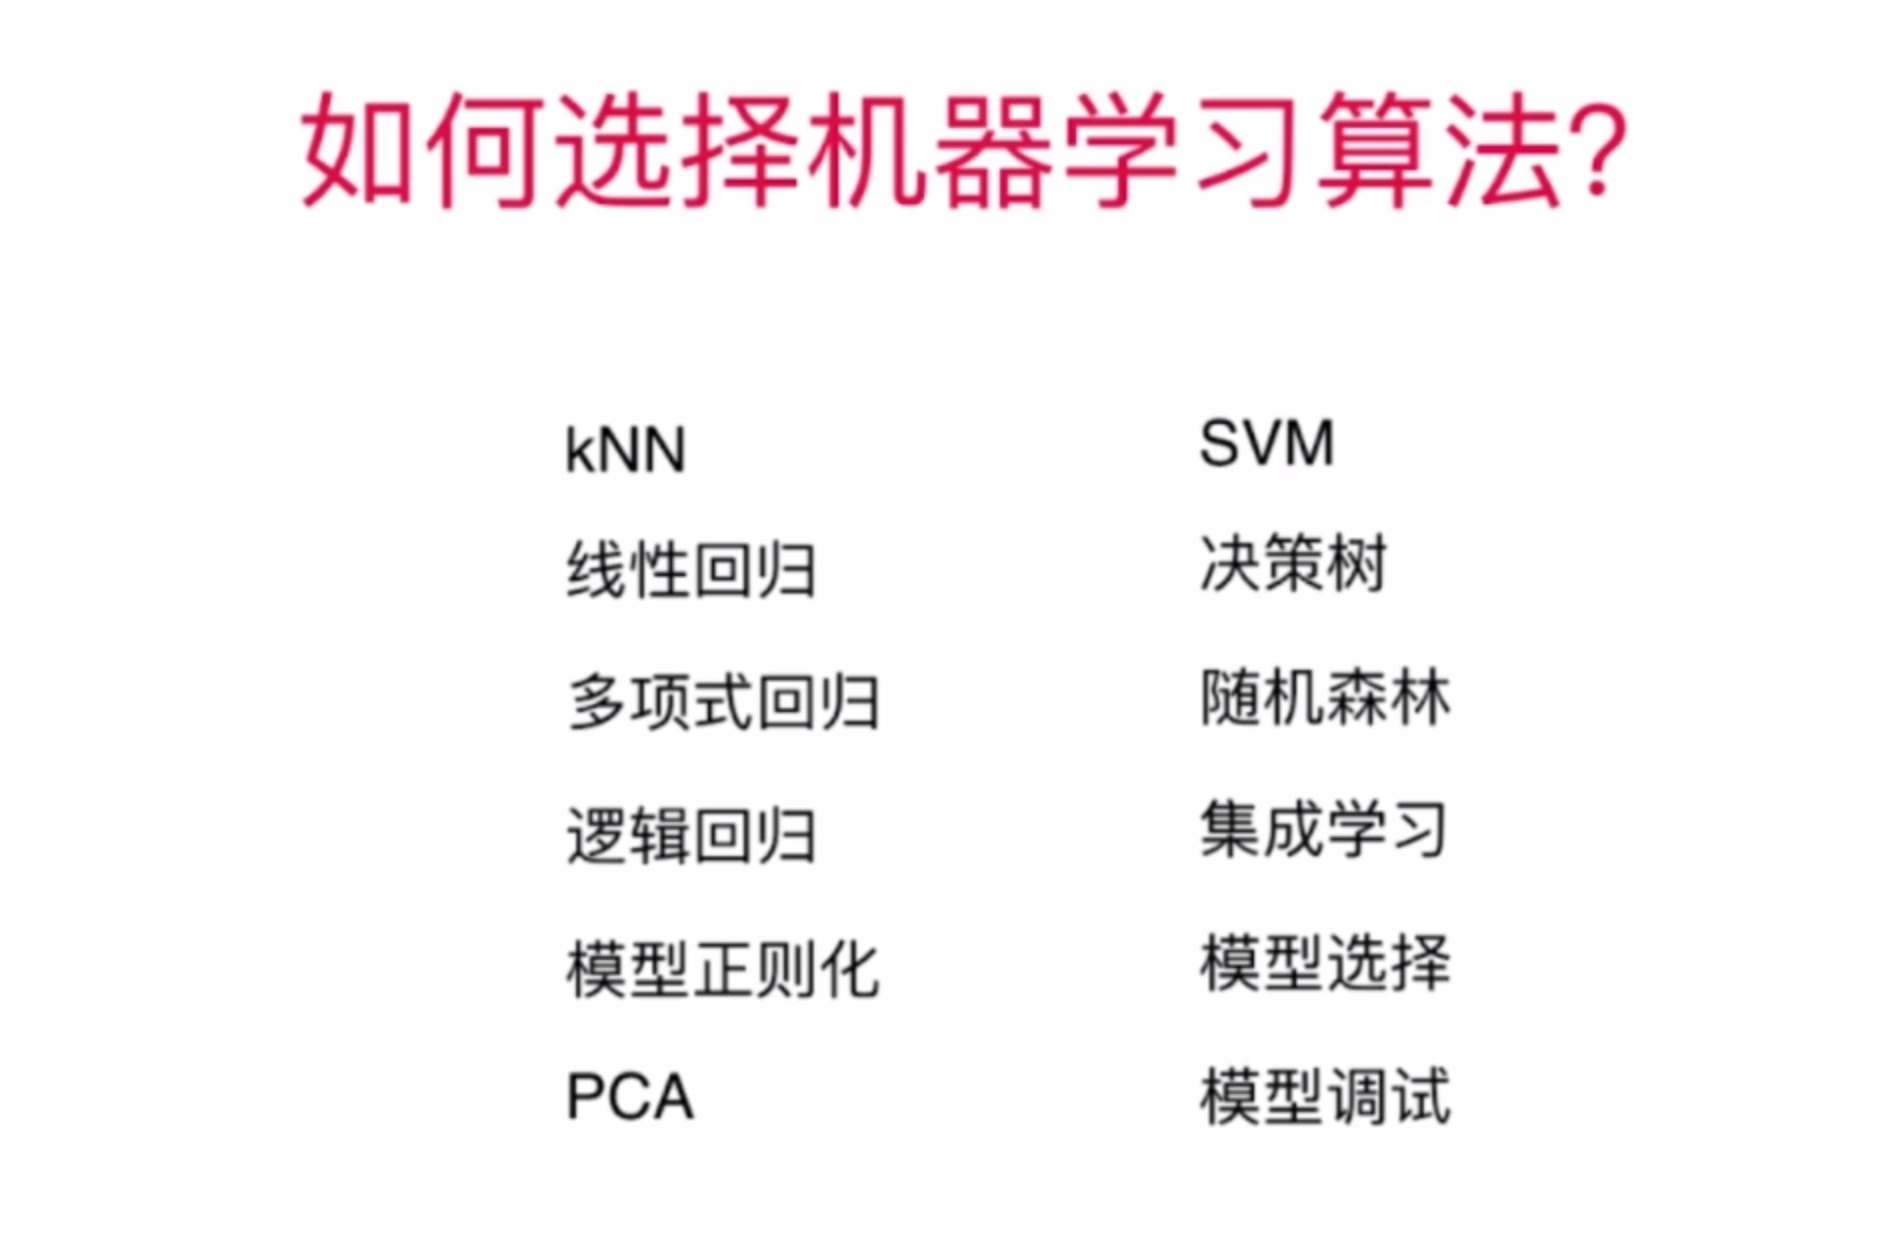 如何选择机器学习算法?
kNN
线性回归
多项式回归
逻辑回归
模型正则化
PCA
SVM
决策树
随机森林
集成学习
模型选择
模型调试